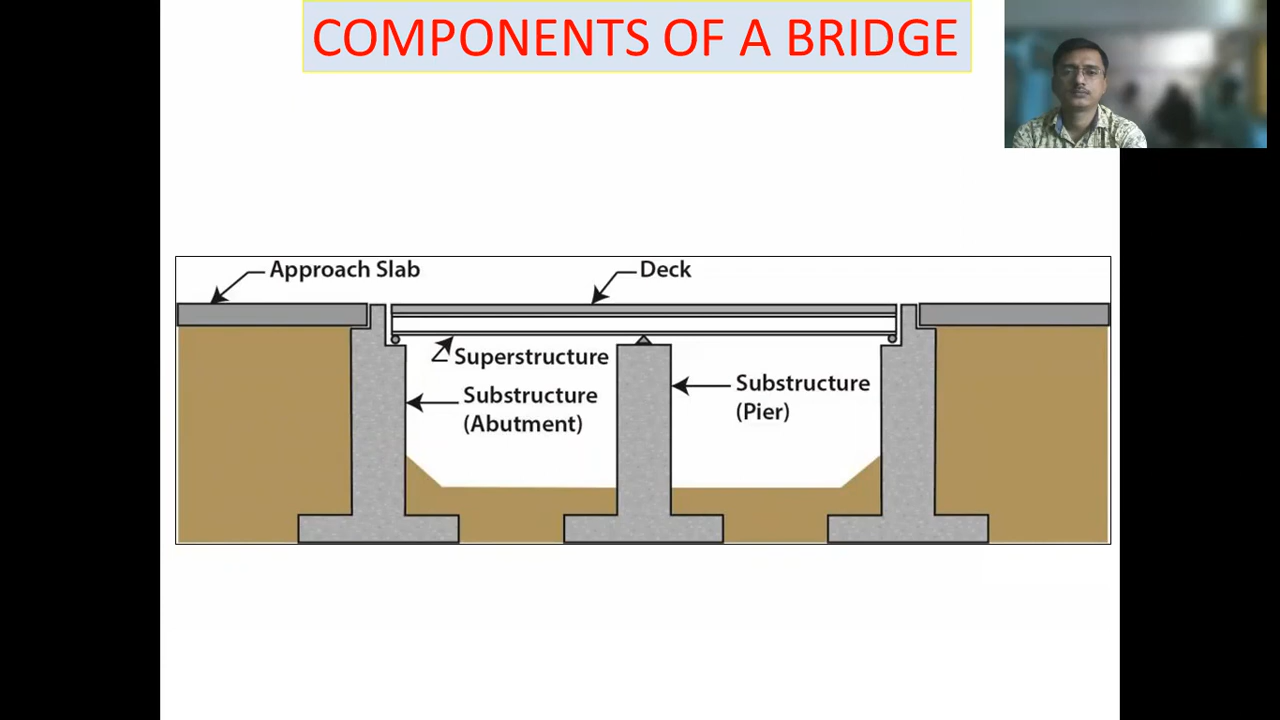 COMPONENTS OF A BRIDGE
Approach Slab
Deck
Superstructure
Substructure
(Abutment)
Substructure
(Pier)